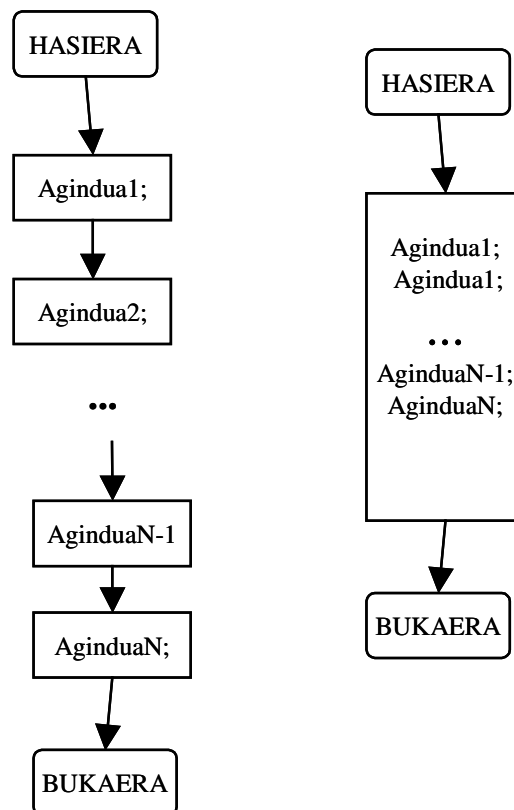 HASIERA
Agindua1;
Agindua2;
...
AginduaN-1
AginduaN;
BUKAERA
HASIERA
Agindua1;
Agindua1;
...
AginduaN-1;
AginduaN;
BUKAERA